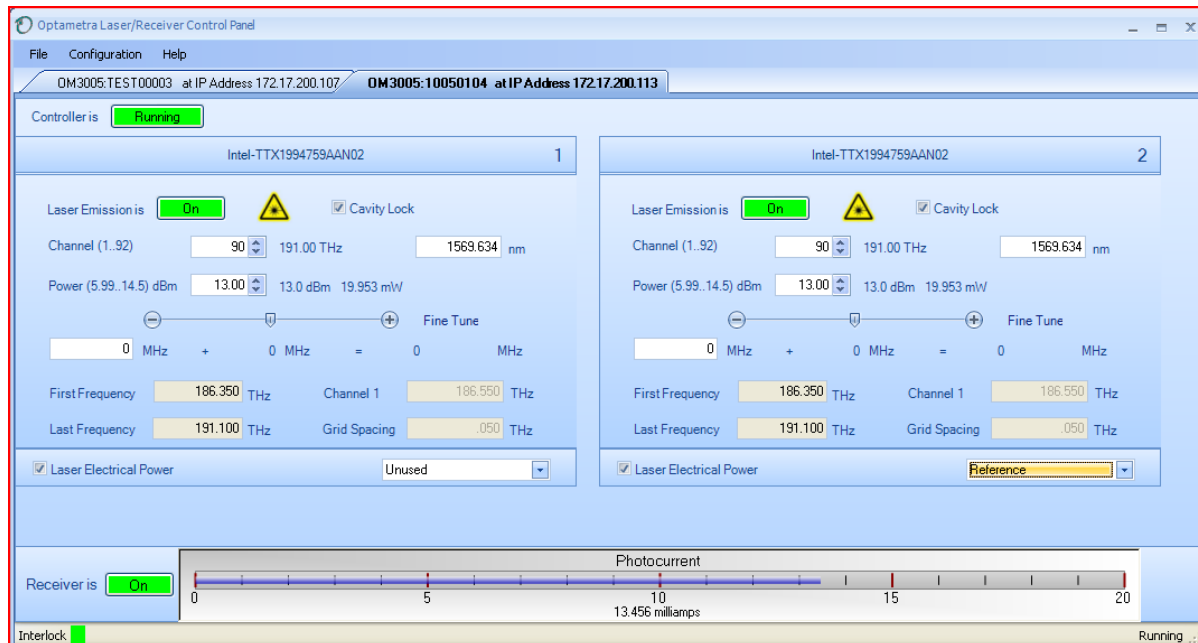 Optametra Laser/Receiver Control Panel
File Configuration Help
OM3005:TEST00003 at IP Address 172.17.200.107
OM3005:10050104 at IP Address 172.17.200.113
Controller is Running
Intel-TTX1994759AAN02 1
Laser Emission is On Cavity Lock
Channel (1..92) 90 191.00 THz 1569.634 nm
Power (5.99..14.5) dBm 13.00 13.0 dBm 19.953 mW
Fine Tune
0 MHz + 0 MHz = 0 MHz
First Frequency 186.350 THz Channel 1 186.550 THz
Last Frequency 191.100 THz Grid Spacing .050 THz
Laser Electrical Power Unused
Intel-TTX1994759AAN02 2
Laser Emission is On Cavity Lock
Channel (1..92) 90 191.00 THz 1569.634 nm
Power (5.99..14.5) dBm 13.00 13.0 dBm 19.953 mW
Fine Tune
0 MHz + 0 MHz = 0 MHz
First Frequency 186.350 THz Channel 1 186.550 THz
Last Frequency 191.100 THz Grid Spacing .050 THz
Laser Electrical Power Reference
Photocurrent
Receiver is On
0 5 10 15 20
13.456 milliamps
Interlock Running